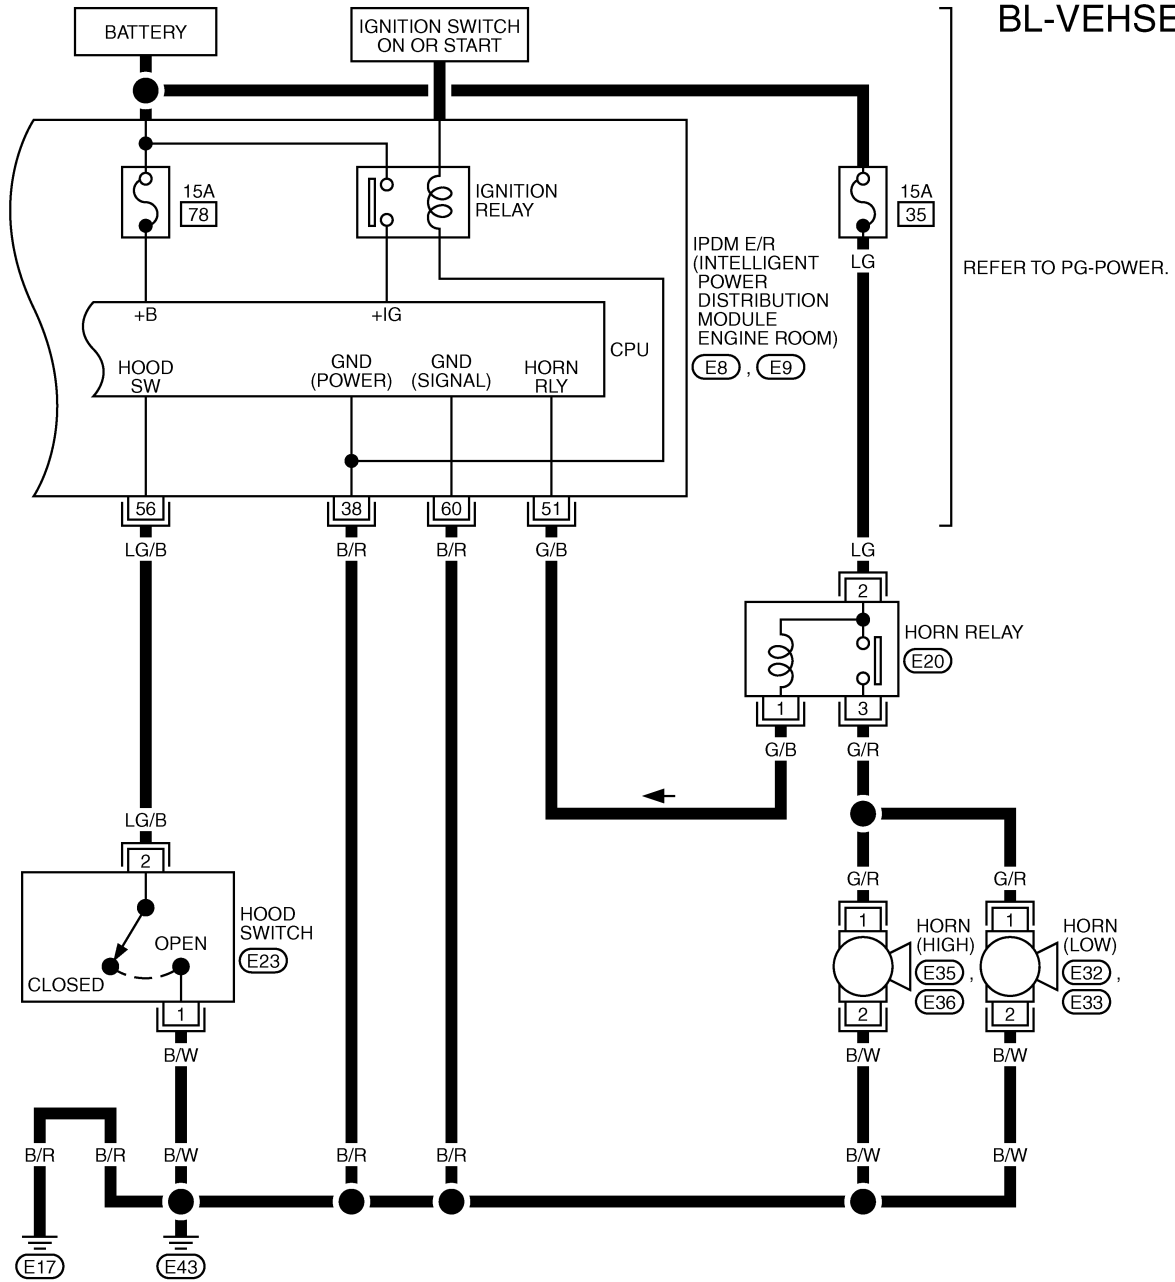 BL-VEHSE
BATTERY
IGNITION SWITCH
ON OR START
15A
78
IGNITION
RELAY
15A
35
LG
REFER TO PG-POWER.
IPDM E/R
(INTELLIGENT
POWER
DISTRIBUTION
MODULE
ENGINE ROOM)
E8 , E9
+B
+IG
CPU
HOOD
SW
GND
(POWER)
GND
(SIGNAL)
HORN
RLY
56
38
60
51
LG/B
B/R
B/R
G/B
LG
2
HORN RELAY
E20
1
3
G/B
G/R
LG/B
2
HOOD
SWITCH
E23
OPEN
CLOSED
1
B/W
G/R
G/R
1
1
HORN
(HIGH)
E35 ,
E36
HORN
(LOW)
E32 ,
E33
2
2
B/W
B/W
B/R
B/R
B/W
B/R
B/R
B/W
B/W
E17
E43